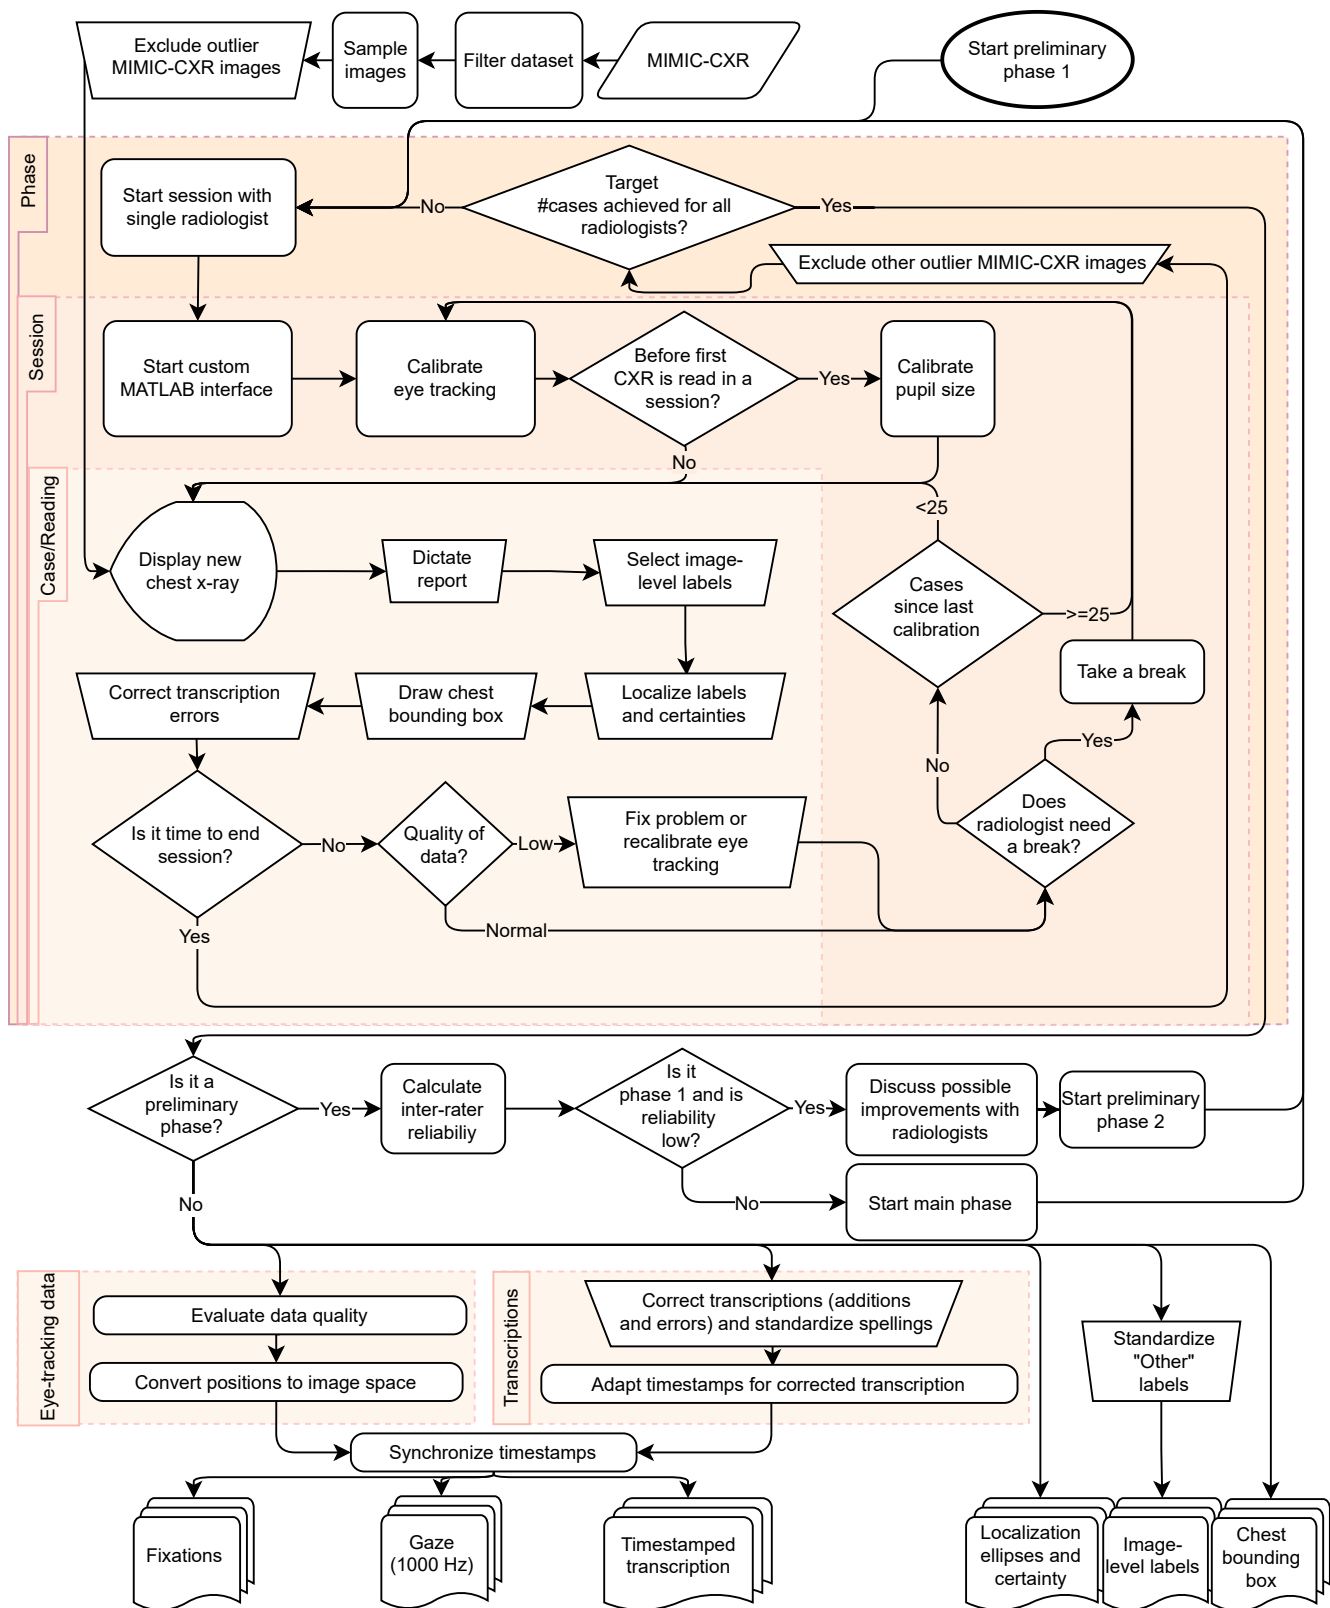 Exclude outlier
MIMIC-CXR images
Sample
images
Filter dataset
MIMIC-CXR
Start preliminary
phase 1
Phase
Start session with
single radiologist
No
Target
#cases achieved for all
radiologists?
Yes
Exclude other outlier MIMIC-CXR images
Session
Start custom
MATLAB interface
Calibrate
eye tracking
Before first
CXR is read in a
session?
Yes
Calibrate
pupil size
No
Case/Reading
<25
Display new
chest x-ray
Dictate
report
Select image-
level labels
Cases
since last
calibration
>=25
Take a break
Correct transcription
errors
Draw chest
bounding box
Localize labels
and certainties
Yes
No
Is it time to end
session?
No
Quality of
data?
Low
Fix problem or
recalibrate eye
tracking
Does
radiologist need
a break?
Yes
Normal
Is it a
preliminary
phase?
Yes
Calculate
inter-rater
reliabiliy
Is it
phase 1 and is
reliability
low?
Yes
Discuss possible
improvements with
radiologists
Start preliminary
phase 2
No
No
Start main phase
Eye-tracking data
Evaluate data quality
Convert positions to image space
Transcriptions
Correct transcriptions (additions
and errors) and standardize spellings
Adapt timestamps for corrected transcription
Standardize
"Other"
labels
Synchronize timestamps
Fixations
Gaze
(1000 Hz)
Timestamped
transcription
Localization
ellipses and
certainty
Image-
level labels
Chest
bounding
box